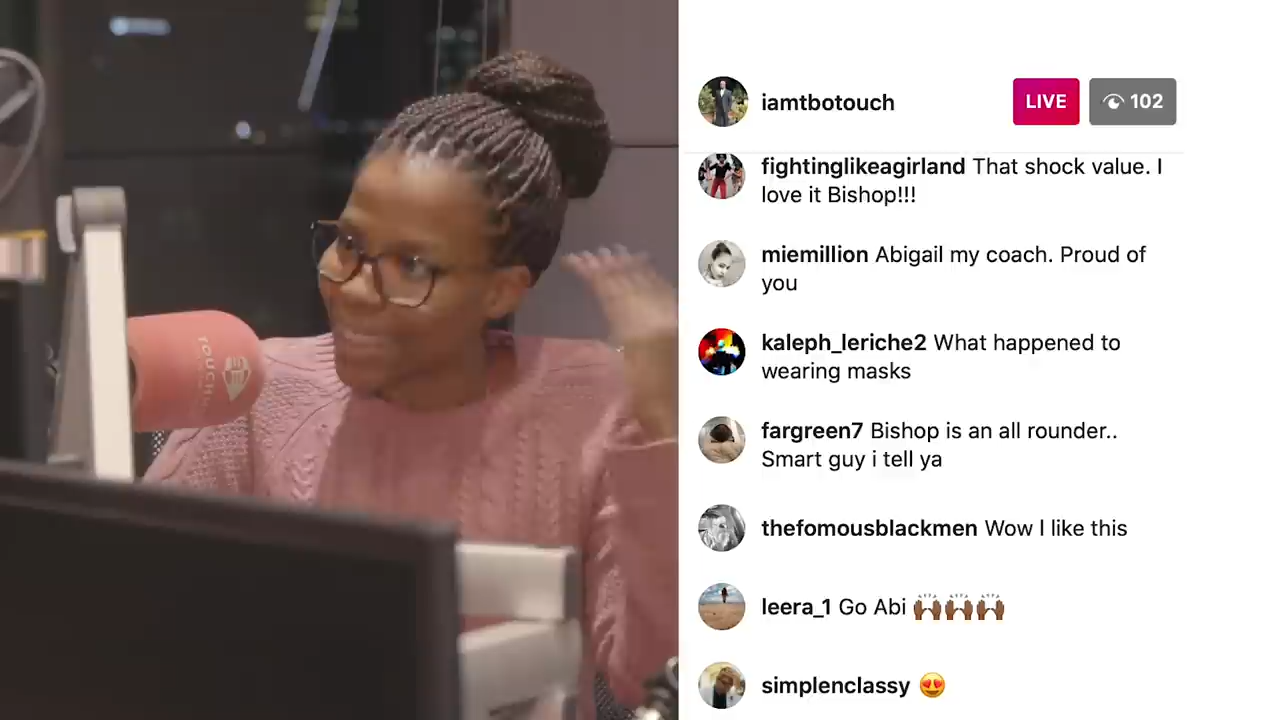 iamtbotouch
LIVE
102
fightinglikeagirland That shock value. I
love it Bishop!!!
miemillion Abigail my coach. Proud of
you
kaleph_leriche2 What happened to
wearing masks
fargreen7 Bishop is an all rounder..
Smart guy i tell ya
thefomousblackmen Wow I like this
leera_1 Go Abi 🙌🏾🙌🏾🙌🏾
simplenclassy 😍
TOUCH